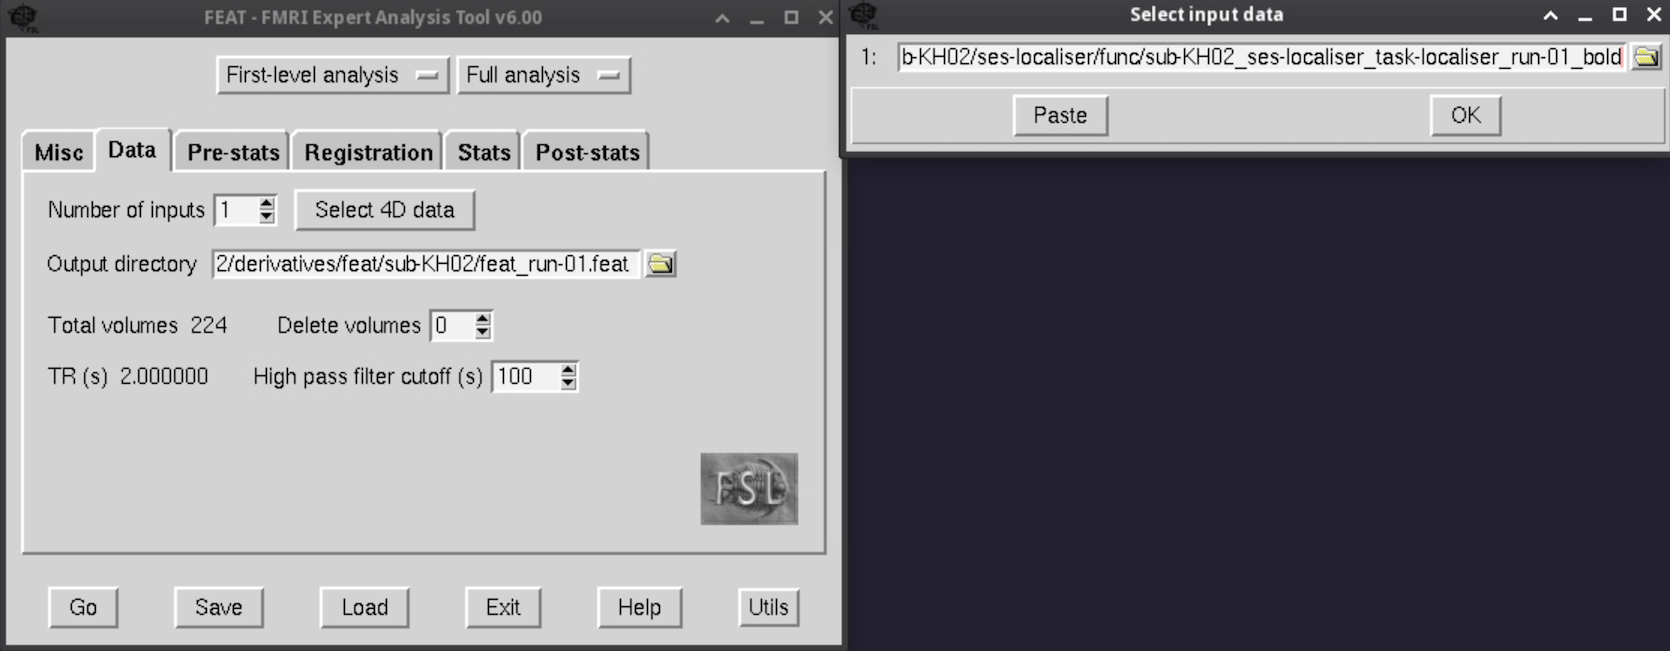 FEAT - FMRI Expert Analysis Tool v6.00
First-level analysis
Full analysis
Misc
Data
Pre-stats
Registration
Stats
Post-stats
Number of inputs 1
Select 4D data
Output directory 2/derivatives/feat/sub-KH02/feat_run-01.feat
Total volumes 224
Delete volumes 0
TR (s) 2.000000
High pass filter cutoff (s) 100
FSL
Go
Save
Load
Exit
Help
Utils
Select input data
1: b-KH02/ses-localiser/func/sub-KH02_ses-localiser_task-localiser_run-01_bold
Paste
OK